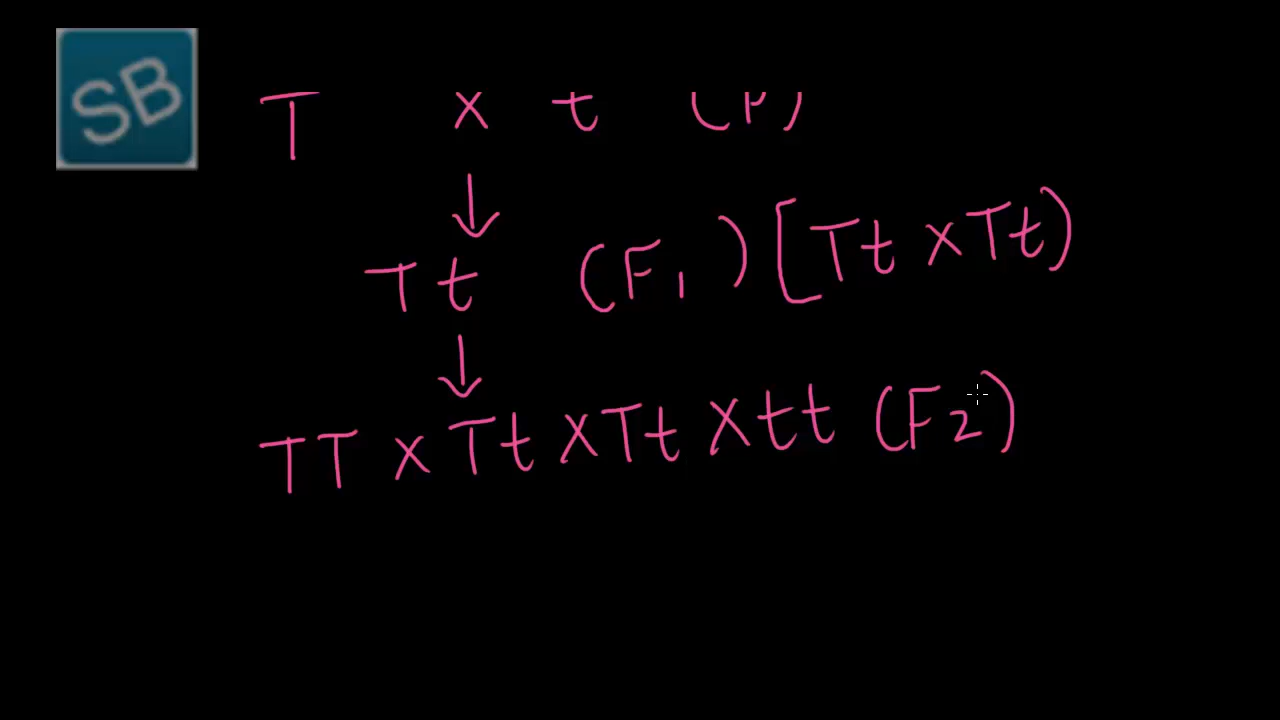 SB
T x t (P)
Tt (F1) [Tt x Tt)
TT x Tt x Tt x tt (F2)